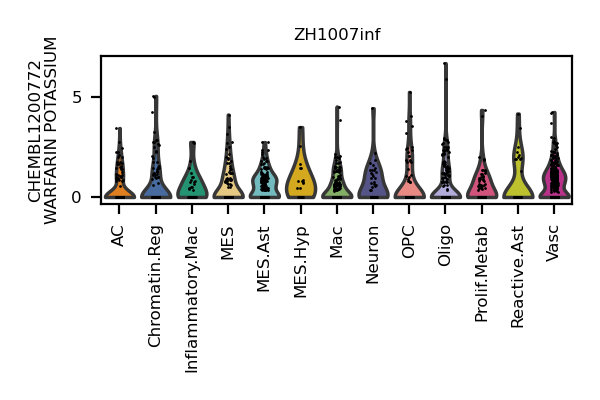 ZH1007inf
CHEMBL1200772
WARFARIN POTASSIUM
5
0
AC
Chromatin.Reg
Inflammatory.Mac
MES
MES.Ast
MES.Hyp
Mac
Neuron
OPC
Oligo
Prolif.Metab
Reactive.Ast
Vasc